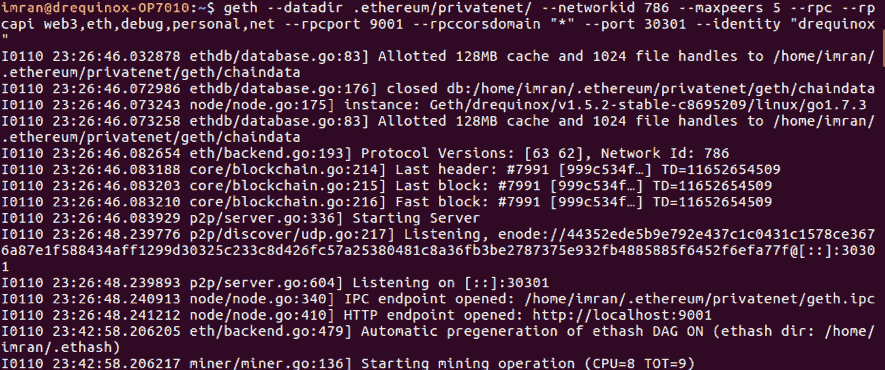 imran@drequinox-OP7010:~$ geth --datadir .ethereum/privatenet/ --networkid 786 --maxpeers 5 --rpc --rp
capi web3,eth,debug,personal,net --rpcport 9001 --rpccorsdomain "*" --port 30301 --identity "drequinox
"
I0110 23:26:46.032878 ethdb/database.go:83] Allotted 128MB cache and 1024 file handles to /home/imran/
.ethereum/privatenet/geth/chaindata
I0110 23:26:46.072986 ethdb/database.go:176] closed db:/home/imran/.ethereum/privatenet/geth/chaindata
I0110 23:26:46.073243 node/node.go:175] instance: Geth/drequinox/v1.5.2-stable-c8695209/linux/go1.7.3
I0110 23:26:46.073258 ethdb/database.go:83] Allotted 128MB cache and 1024 file handles to /home/imran/
.ethereum/privatenet/geth/chaindata
I0110 23:26:46.082654 eth/backend.go:193] Protocol Versions: [63 62], Network Id: 786
I0110 23:26:46.083188 core/blockchain.go:214] Last header: #7991 [999c534f…] TD=11652654509
I0110 23:26:46.083203 core/blockchain.go:215] Last block: #7991 [999c534f…] TD=11652654509
I0110 23:26:46.083210 core/blockchain.go:216] Fast block: #7991 [999c534f…] TD=11652654509
I0110 23:26:46.083929 p2p/server.go:336] Starting Server
I0110 23:26:48.239776 p2p/discover/udp.go:217] Listening, enode://44352ede5b9e792e437c1c0431c1578ce367
6a87e1f588434aff1299d30325c233c8d426fc57a25380481c8a36fb3be2787375e932fb4885885f6452f6efa77f@[::]:3030
1
I0110 23:26:48.239893 p2p/server.go:604] Listening on [::]:30301
I0110 23:26:48.240913 node/node.go:340] IPC endpoint opened: /home/imran/.ethereum/privatenet/geth.ipc
I0110 23:26:48.241212 node/node.go:410] HTTP endpoint opened: http://localhost:9001
I0110 23:42:58.206205 eth/backend.go:479] Automatic pregeneration of ethash DAG ON (ethash dir: /home/
imran/.ethash)
I0110 23:42:58.206217 miner/miner.go:136] Starting mining operation (CPU=8 TOT=9)